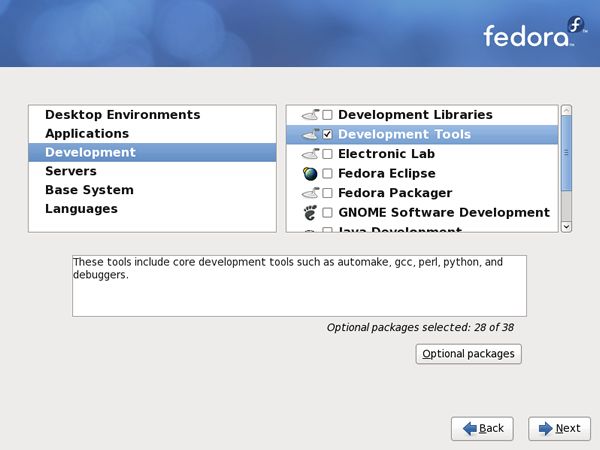 fedora
Desktop Environments
Applications
Development
Servers
Base System
Languages
Development Libraries
Development Tools
Electronic Lab
Fedora Eclipse
Fedora Packager
GNOME Software Development
Java Development
These tools include core development tools such as automake, gcc, perl, python, and
debuggers.
Optional packages selected: 28 of 38
Optional packages
Back
Next